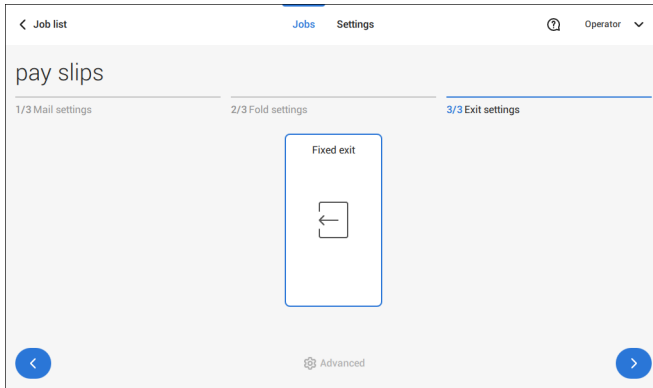 Job list
Jobs
Settings
Operator
pay slips
1/3 Mail settings
2/3 Fold settings
3/3 Exit settings
Fixed exit
Advanced